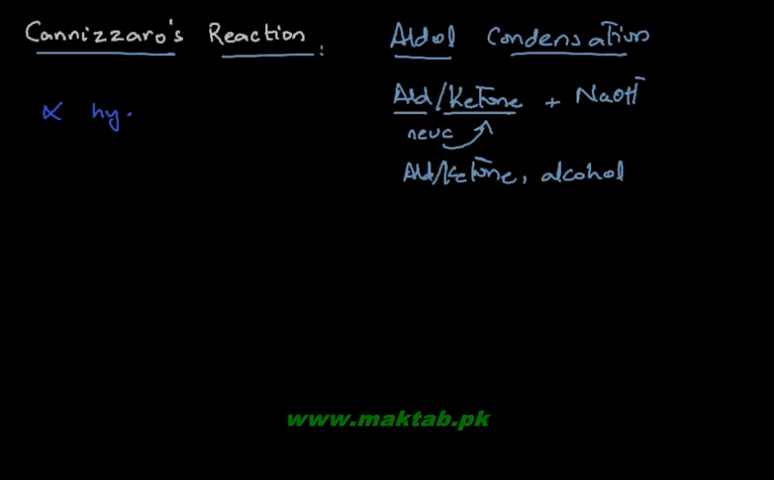 Cannizzaro's Reaction :
Aldol Condensation
Ald/Ketone + NaOH
∝ hy.
neuc
Ald/Ketone, alcohol
www.maktab.pk